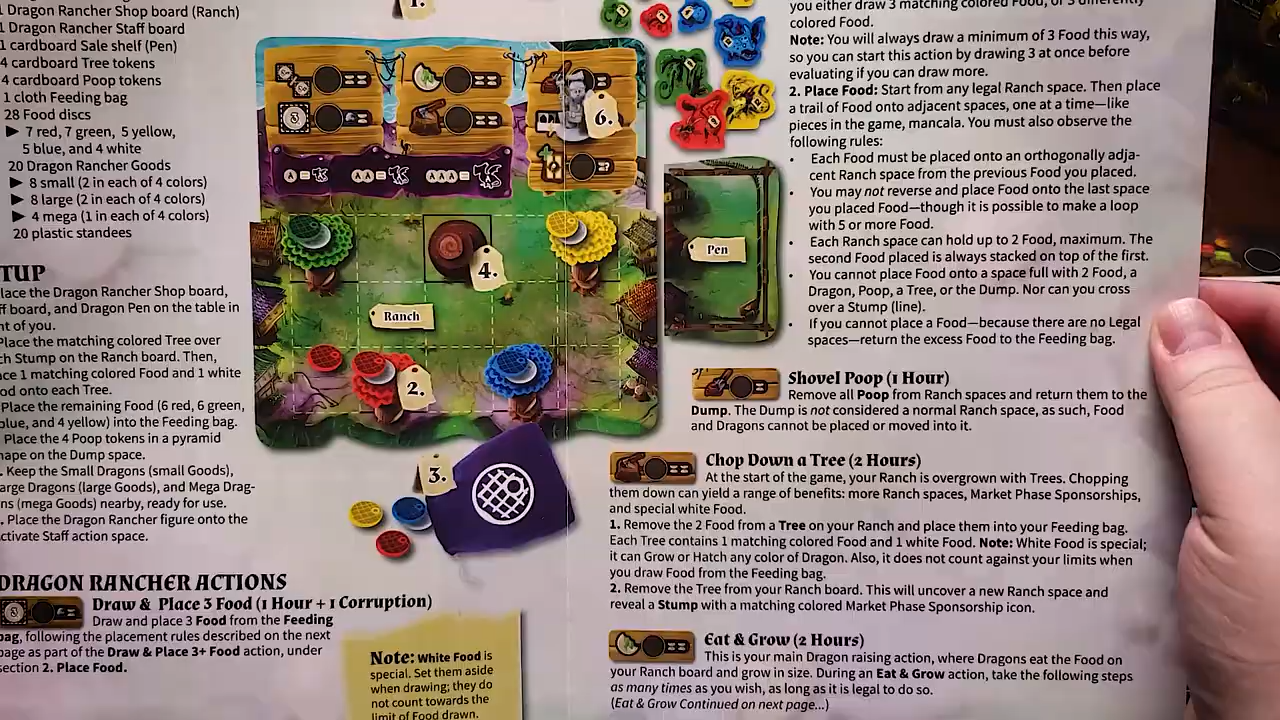 1 Dragon Rancher Shop board (Ranch)
1 Dragon Rancher Staff board
1 cardboard Sale shelf (Pen)
4 cardboard Tree tokens
4 cardboard Poop tokens
1 cloth Feeding bag
28 Food discs
▶ 7 red, 7 green, 5 yellow,
5 blue, and 4 white
20 Dragon Rancher Goods
▶ 8 small (2 in each of 4 colors)
▶ 8 large (2 in each of 4 colors)
▶ 4 mega (1 in each of 4 colors)
20 plastic standees
TUP
lace the Dragon Rancher Shop board,
ff board, and Dragon Pen on the table in
nt of you.
Place the matching colored Tree over
ch Stump on the Ranch board. Then,
ace 1 matching colored Food and 1 white
od onto each Tree.
Place the remaining Food (6 red, 6 green,
blue, and 4 yellow) into the Feeding bag.
Place the 4 Poop tokens in a pyramid
hape on the Dump space.
. Keep the Small Dragons (small Goods),
arge Dragons (large Goods), and Mega Drag-
ns (mega Goods) nearby, ready for use.
. Place the Dragon Rancher figure onto the
ctivate Staff action space.
DRAGON RANCHER ACTIONS
3
Draw & Place 3 Food (1 Hour + 1 Corruption)
Draw and place 3 Food from the Feeding
bag, following the placement rules described on the next
page as part of the Draw & Place 3+ Food action, under
section 2. Place Food.
1.
3
6.
A =
AA =
AAA =
4.
Ranch
2.
3.
Pen
Note: White Food is
special. Set them aside
when drawing; they do
not count towards the
limit of Food drawn.
you either draw 3 matching colored Food, or 3 differently
colored Food.
Note: You will always draw a minimum of 3 Food this way,
so you can start this action by drawing 3 at once before
evaluating if you can draw more.
2. Place Food: Start from any legal Ranch space. Then place
a trail of Food onto adjacent spaces, one at a time—like
pieces in the game, mancala. You must also observe the
following rules:
• Each Food must be placed onto an orthogonally adja-
cent Ranch space from the previous Food you placed.
• You may not reverse and place Food onto the last space
you placed Food—though it is possible to make a loop
with 5 or more Food.
• Each Ranch space can hold up to 2 Food, maximum. The
second Food placed is always stacked on top of the first.
• You cannot place Food onto a space full with 2 Food, a
Dragon, Poop, a Tree, or the Dump. Nor can you cross
over a Stump (line).
• If you cannot place a Food—because there are no Legal
spaces—return the excess Food to the Feeding bag.
Shovel Poop (1 Hour)
Remove all Poop from Ranch spaces and return them to the
Dump. The Dump is not considered a normal Ranch space, as such, Food
and Dragons cannot be placed or moved into it.
Chop Down a Tree (2 Hours)
At the start of the game, your Ranch is overgrown with Trees. Chopping
them down can yield a range of benefits: more Ranch spaces, Market Phase Sponsorships,
and special white Food.
1. Remove the 2 Food from a Tree on your Ranch and place them into your Feeding bag.
Each Tree contains 1 matching colored Food and 1 white Food. Note: White Food is special;
it can Grow or Hatch any color of Dragon. Also, it does not count against your limits when
you draw Food from the Feeding bag.
2. Remove the Tree from your Ranch board. This will uncover a new Ranch space and
reveal a Stump with a matching colored Market Phase Sponsorship icon.
Eat & Grow (2 Hours)
This is your main Dragon raising action, where Dragons eat the Food on
your Ranch board and grow in size. During an Eat & Grow action, take the following steps
as many times as you wish, as long as it is legal to do so.
(Eat & Grow Continued on next page...)